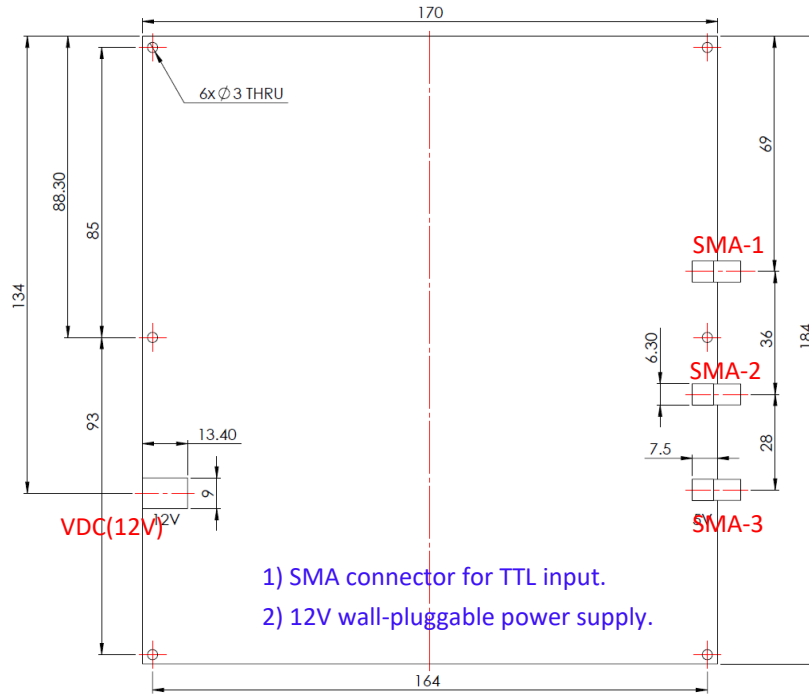 170
6x Ø 3 THRU
69
88.30
85
134
SMA-1
184
36
6.30
SMA-2
93
13.40
28
7.5
9
12V
VDC(12V)
5V
SMA-3
1) SMA connector for TTL input.
2) 12V wall-pluggable power supply.
164